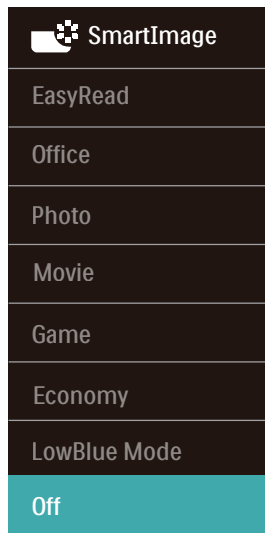 SmartImage
EasyRead
Office
Photo
Movie
Game
Economy
LowBlue Mode
Off